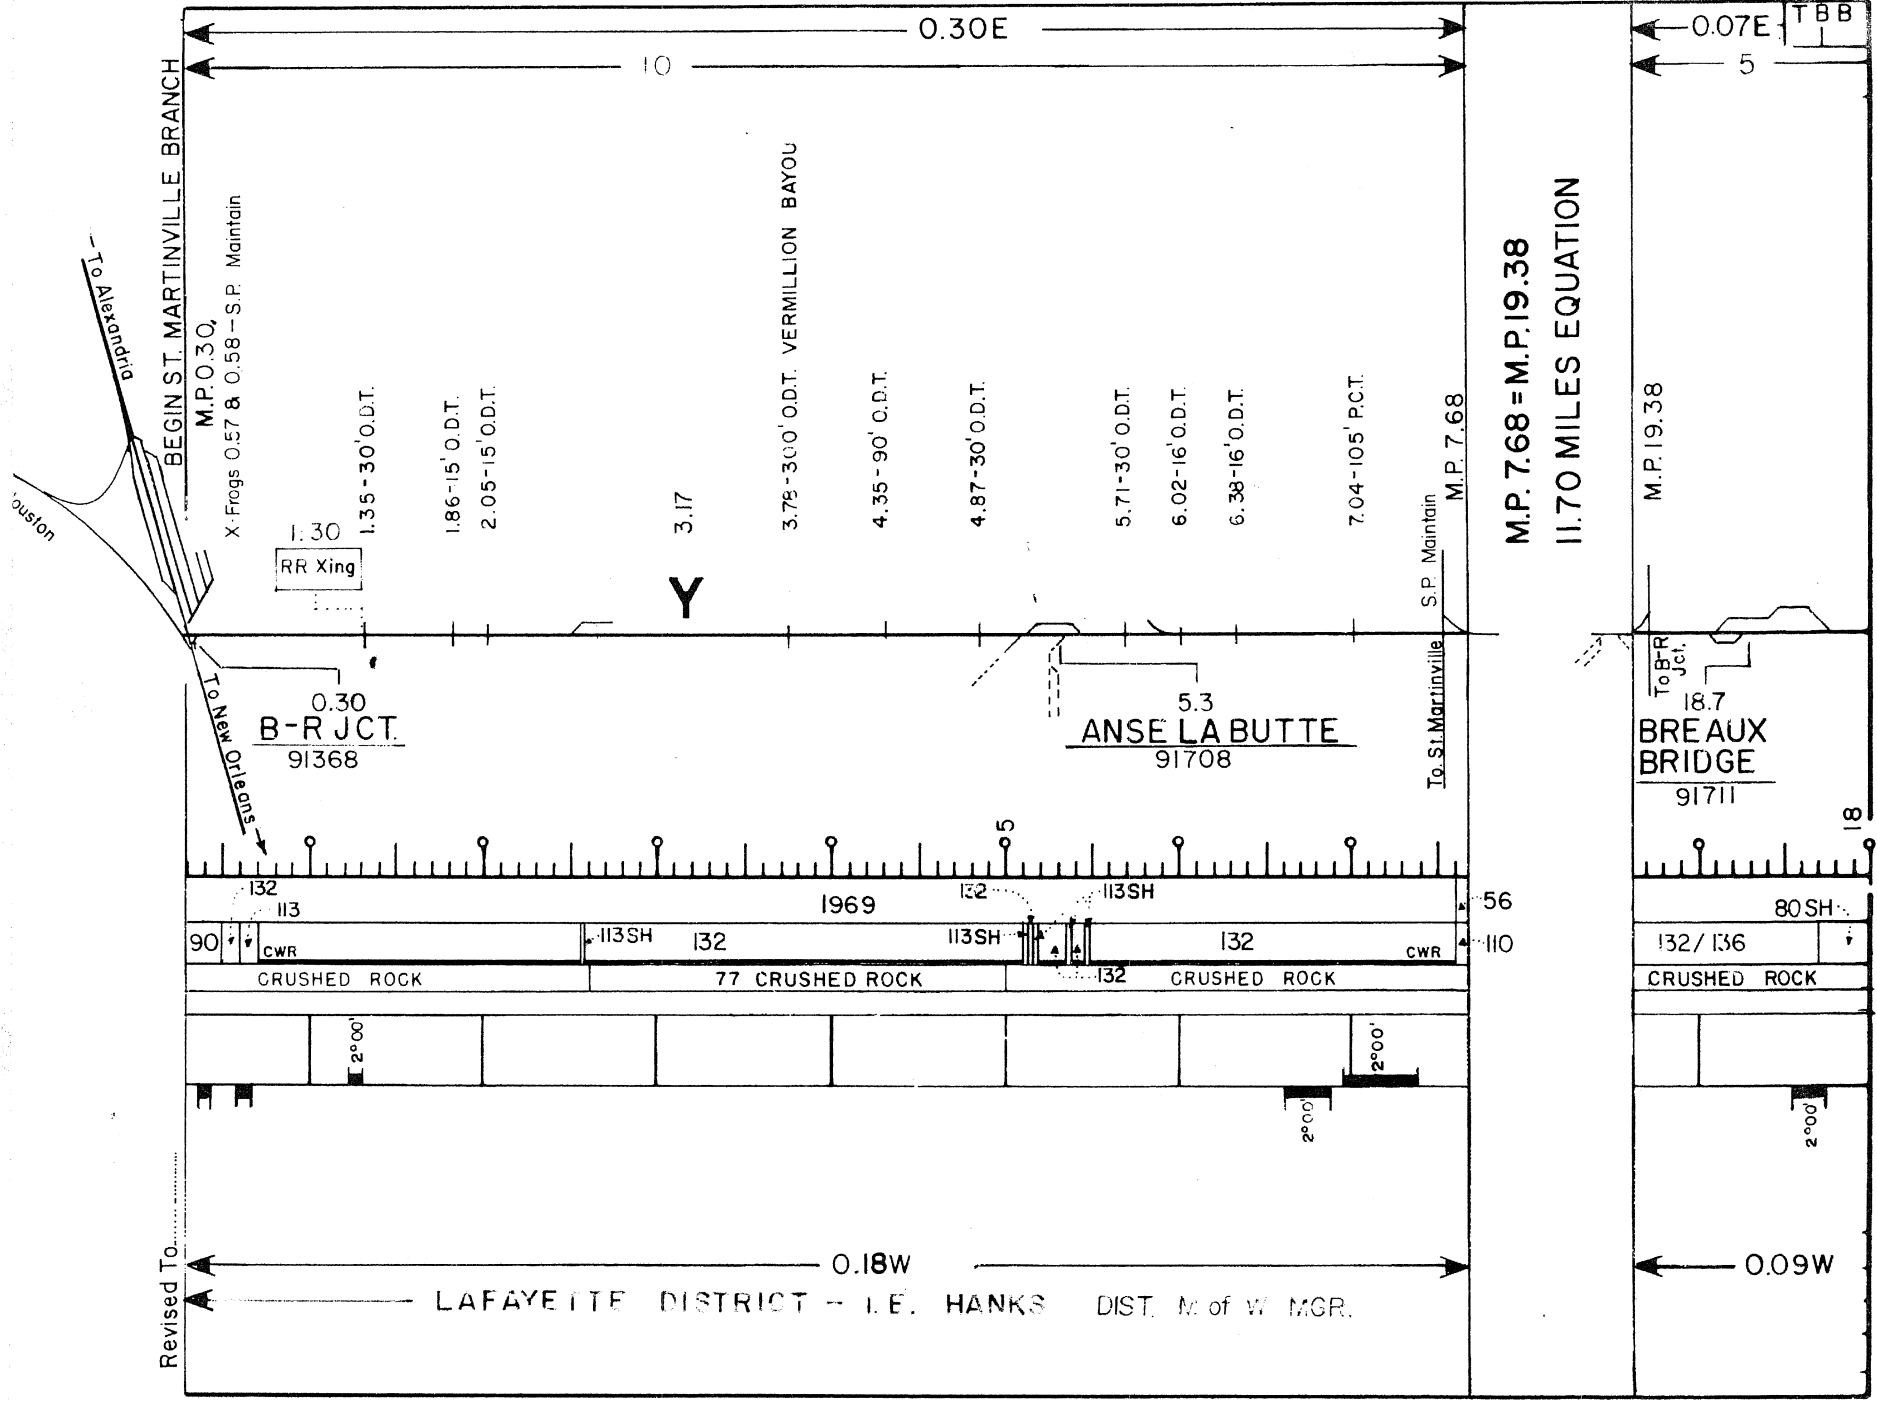 0.30E
0.07E
T B B
10
5
BEGIN ST. MARTINVILLE BRANCH
M.P. 0.30
X-Frogs 0.57 & 0.58 – S.P. Maintain
To Alexandria
ouston
To New Orleans
1:30
RR Xing
1.35-30' O.D.T.
1.86-15' O.D.T.
2.05-15' O.D.T.
3.17
Y
3.78-300' O.D.T. VERMILLION BAYOU
4.35-90' O.D.T.
4.87-30' O.D.T.
5.71-30' O.D.T.
6.02-16' O.D.T.
6.38-16' O.D.T.
7.04-105' P.C.T.
S.P. Maintain
M.P. 7.68
M.P. 7.68 = M.P. 19.38
11.70 MILES EQUATION
M.P. 19.38
0.30
B-R JCT.
91368
5.3
ANSE LA BUTTE
91708
To St. Martinville
To B-R
Jct.
18.7
BREAUX
BRIDGE
91711
5
18
132
113
1969
132
113SH
56
80 SH
90
CWR
113SH
132
113SH
132
132
CWR
110
132/136
CRUSHED ROCK
77 CRUSHED ROCK
CRUSHED ROCK
CRUSHED ROCK
2°00'
2°00'
2°00'
2°00'
0.18W
0.09W
Revised To
LAFAYETTE DISTRICT – I.E. HANKS DIST. M of W MGR.